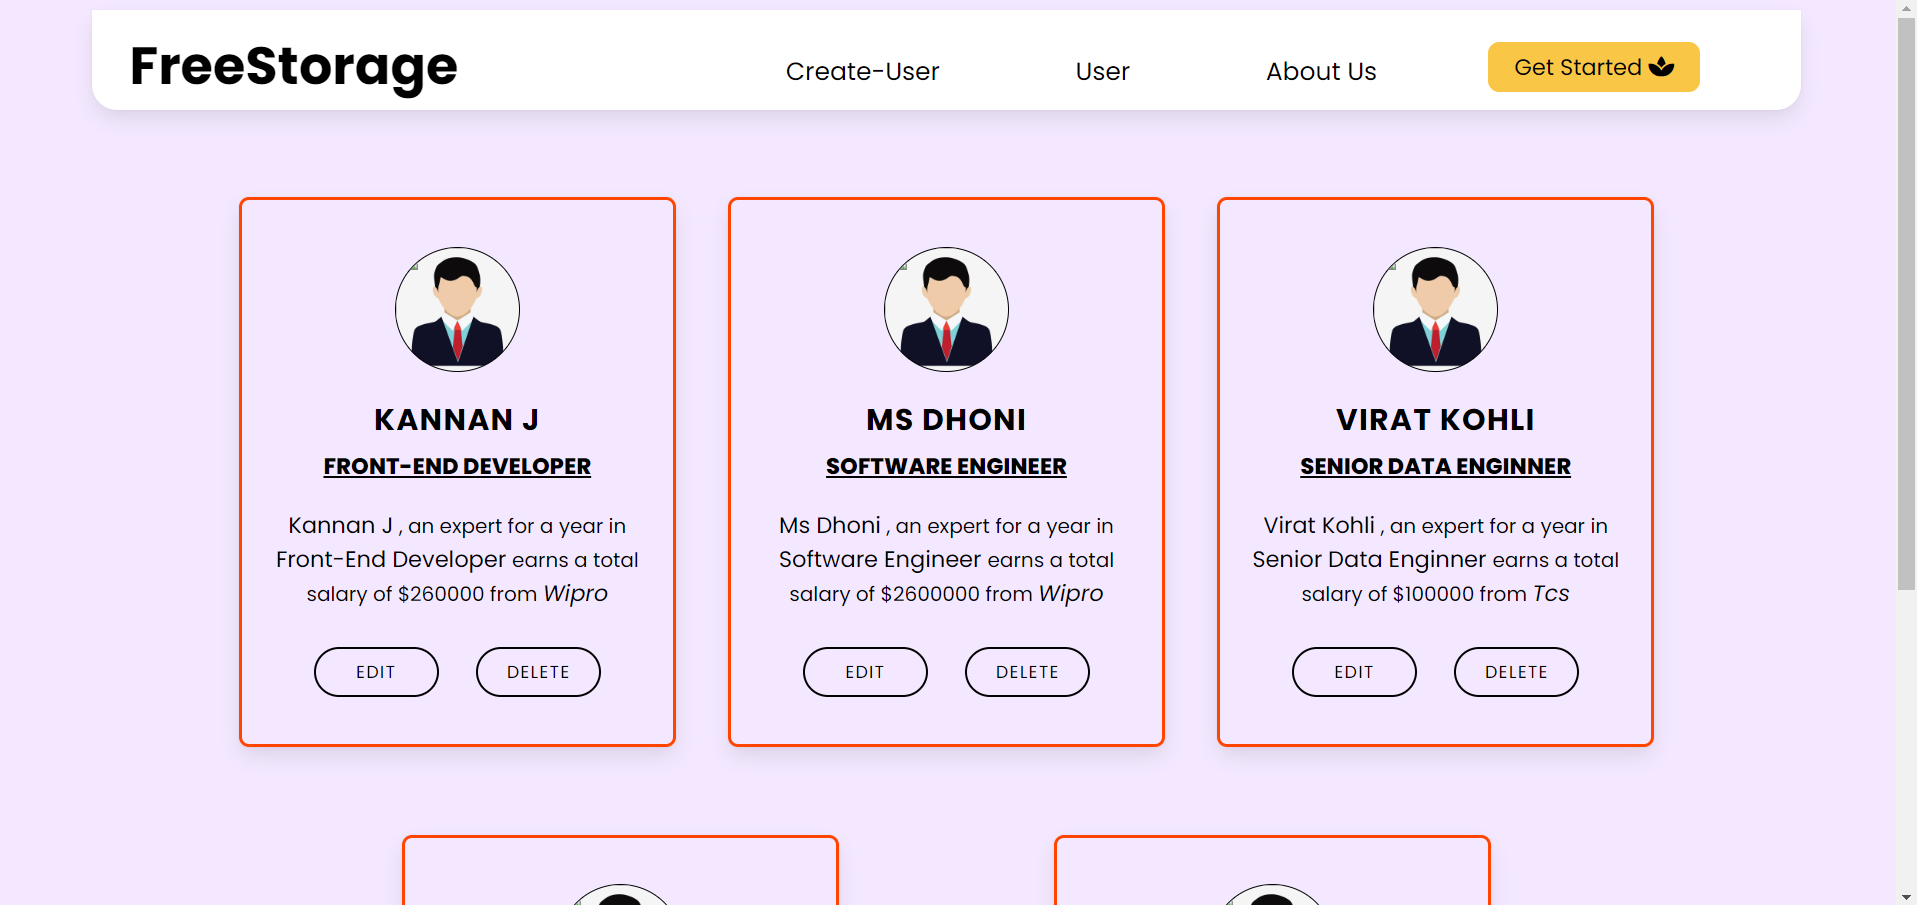 FreeStorage
Create-User
User
About Us
Get Started
KANNAN J
FRONT-END DEVELOPER
Kannan J , an expert for a year in
Front-End Developer earns a total
salary of $260000 from Wipro
EDIT
DELETE
MS DHONI
SOFTWARE ENGINEER
Ms Dhoni , an expert for a year in
Software Engineer earns a total
salary of $2600000 from Wipro
EDIT
DELETE
VIRAT KOHLI
SENIOR DATA ENGINNER
Virat Kohli , an expert for a year in
Senior Data Enginner earns a total
salary of $100000 from Tcs
EDIT
DELETE